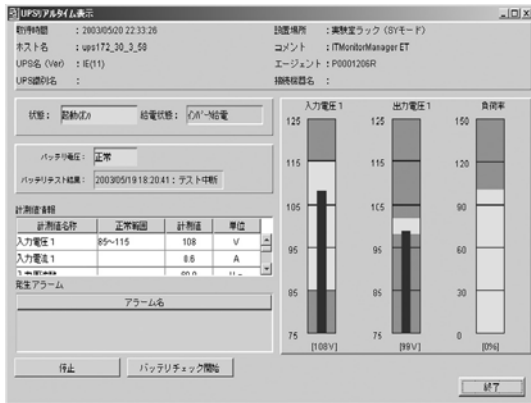 UPSリアルタイム表示
取得時間 : 2003/05/20 22:33:26
ホスト名 : ups172_30_3_58
UPS名 (Ver) : IE(11)
UPS識別名 :
設置場所 : 実験室ラック (SYモード)
コメント : ITMonitorManager ET
エージェント : P0001206R
接続機器名 :
状態: 起動(オン) 給電状態: インバータ給電
バッテリ電圧: 正常
バッテリテスト結果: 2003/05/19 18:20:41 : テスト中断
計測値情報
計測値名称 正常範囲 計測値 単位
入力電圧1 85～115 108 V
入力電流1 0.6 A
発生アラーム
アラーム名
停止 バッテリチェック開始
入力電圧1 出力電圧1 負荷率
125 125 150
115 115 120
105 105 90
95 95 60
85 85 30
75 75 0
[108V] [99V] [0%]
終了